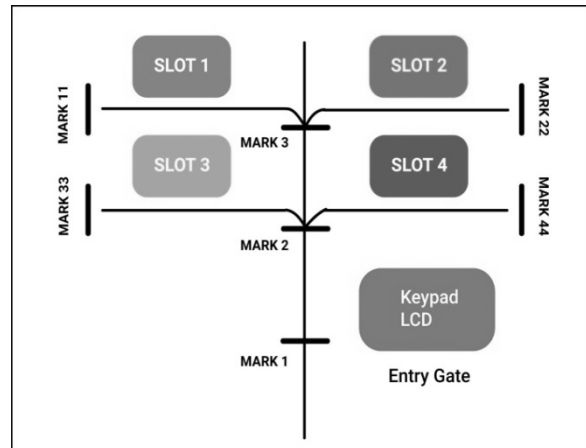 SLOT 1
SLOT 2
MARK 11
MARK 22
MARK 3
SLOT 3
SLOT 4
MARK 33
MARK 44
MARK 2
Keypad
LCD
MARK 1
Entry Gate